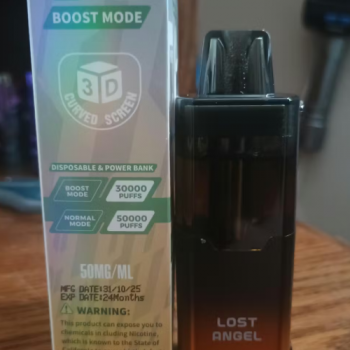 BOOST MODE
3D
CURVED SCREEN
DISPOSABLE & POWER BANK
BOOST MODE 30000 PUFFS
NORMAL MODE 50000 PUFFS
50MG/ML
MFG DATE:31/10/25
EXP DATE:24Months
WARNING:
This product can expose you to
chemicals in cluding Nicotine,
which is known to the State of
LOST
ANGEL